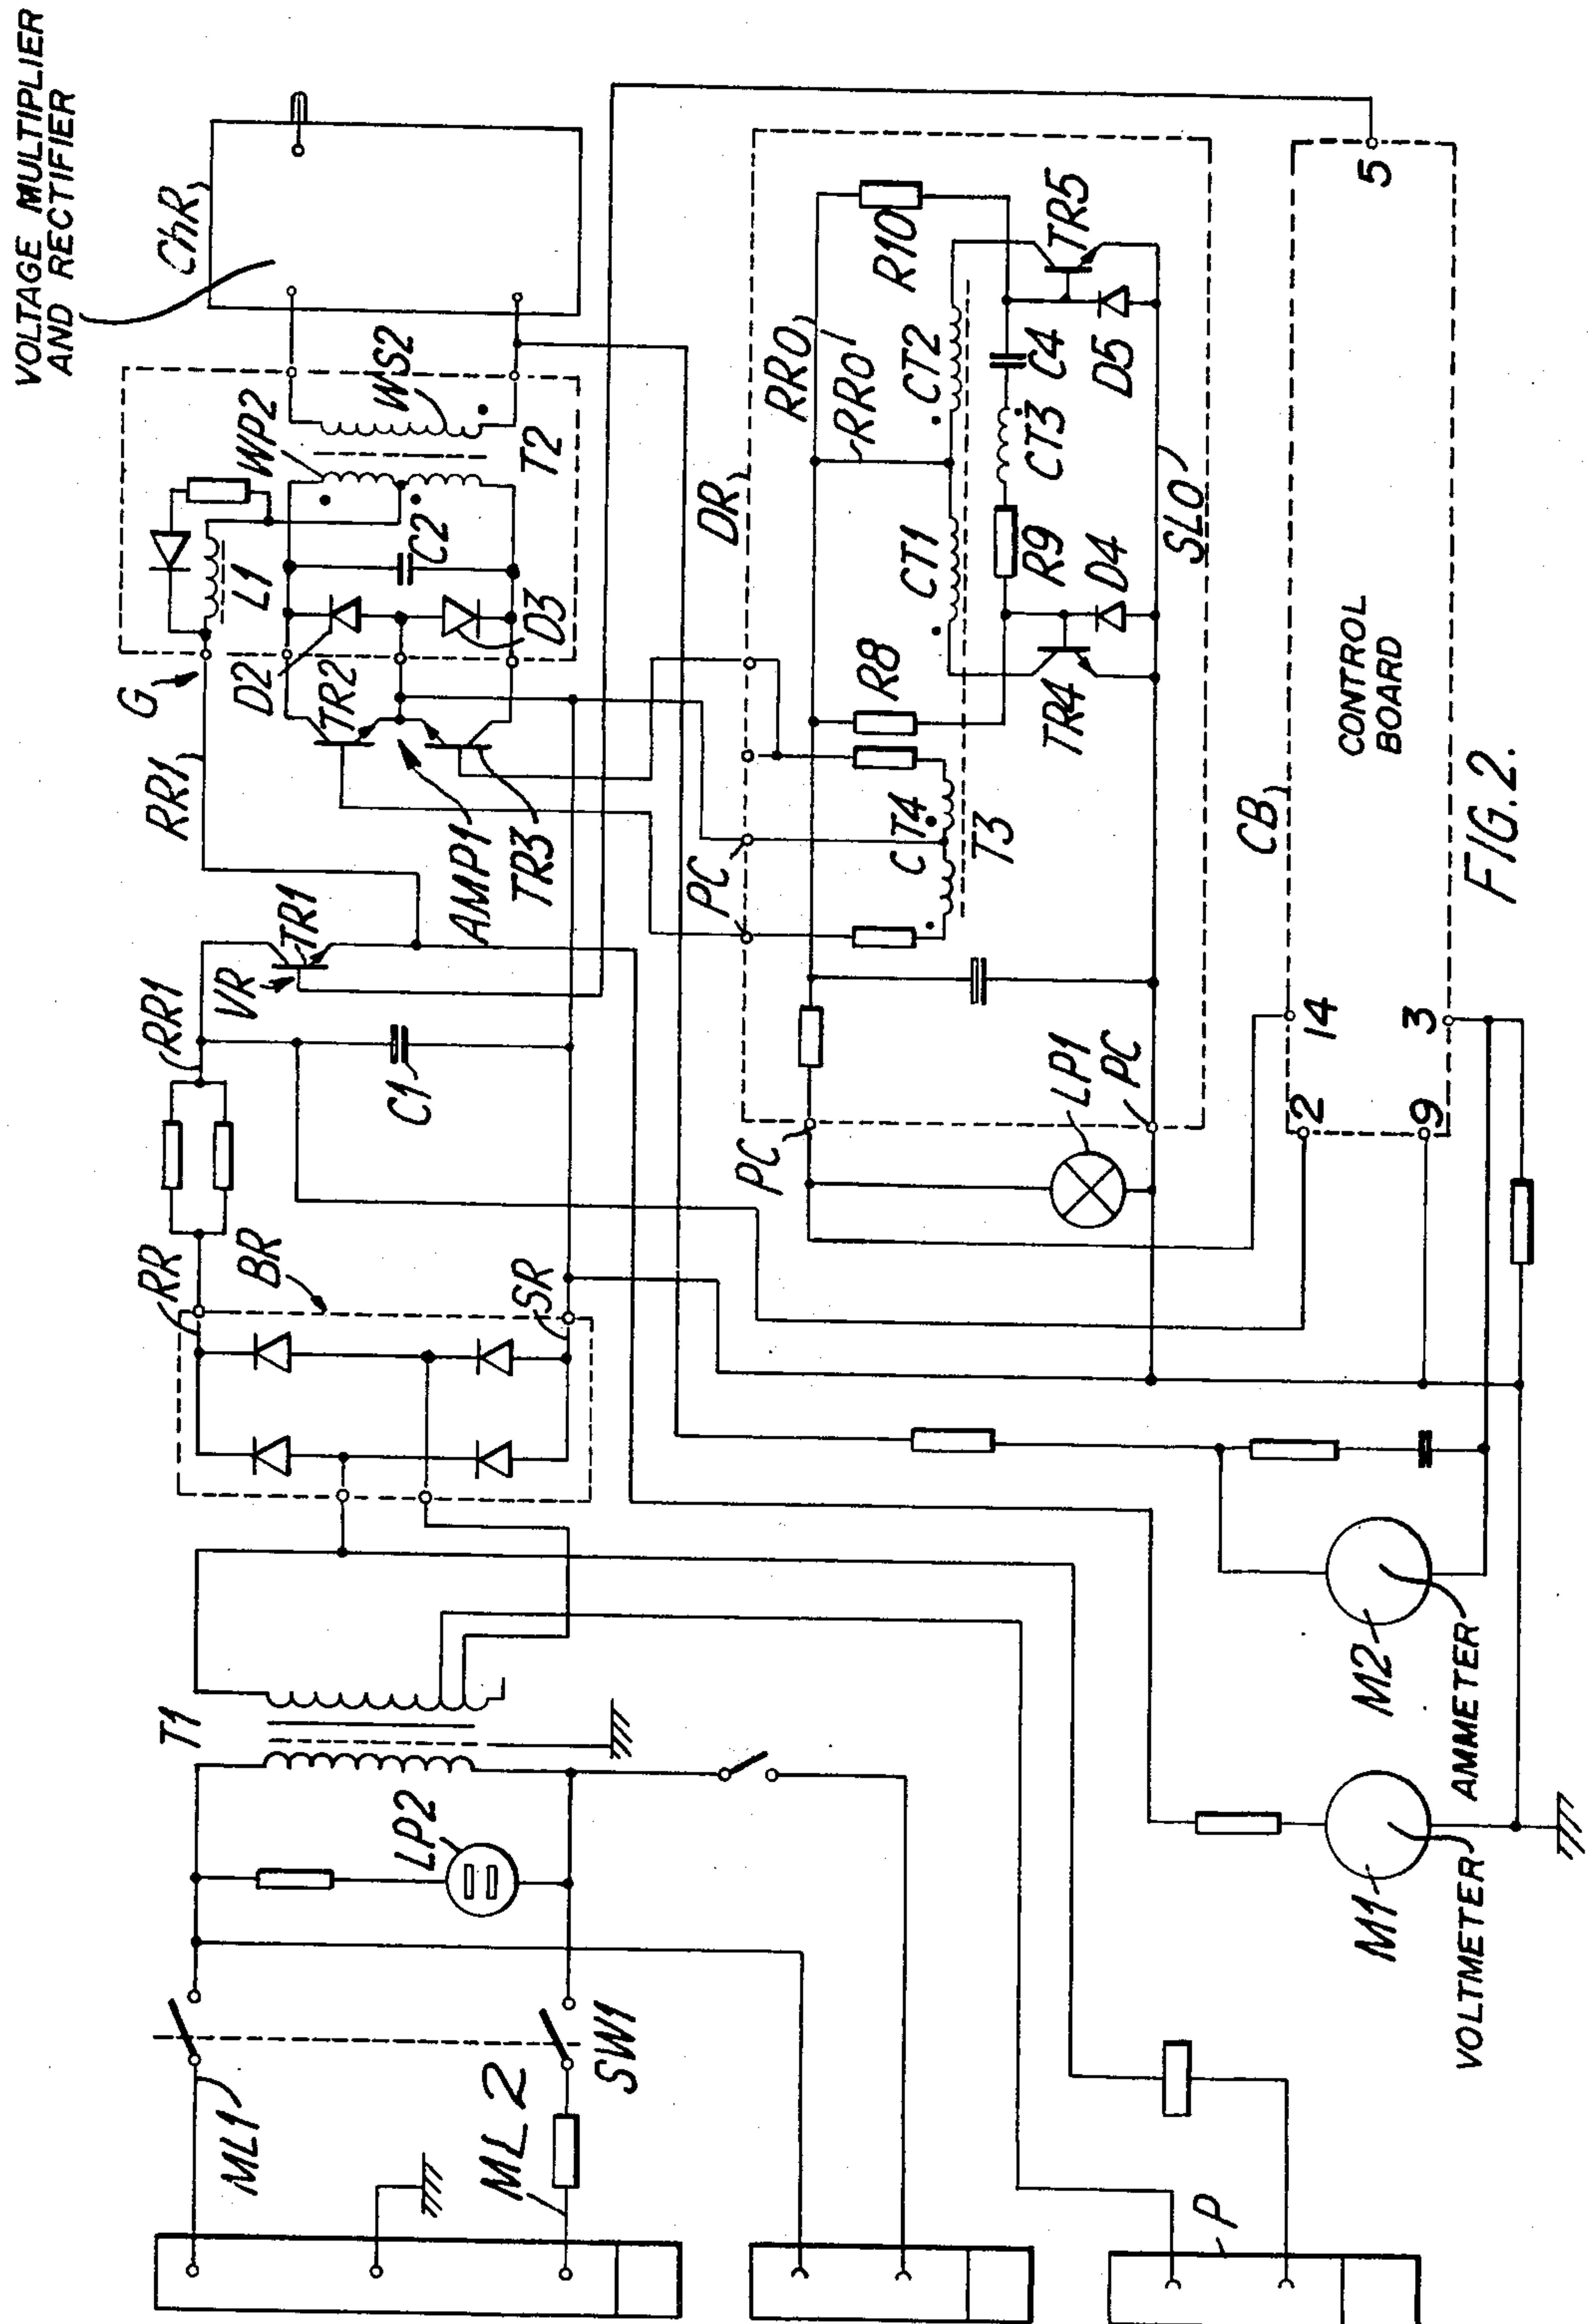 VOLTAGE MULTIPLIER
AND RECTIFIER
ChR
WP2
WS2
T2
L1
C2
D2
D3
G
TR2
RR1
AMP1
TR3
TR1
VR
RR1
C1
RR
BR
SR
T1
LP2
SW1
ML1
ML2
DR
RRO
RRO'
R10
CT2
TR5
C4
D5
CT3
CT1
R9
D4
SLO
R8
TR4
CT4
T3
PC
PC
LP1
PC
CB
CONTROL
BOARD
5
14
2
3
9
M2
AMMETER
M1
VOLTMETER
P
FIG.2.